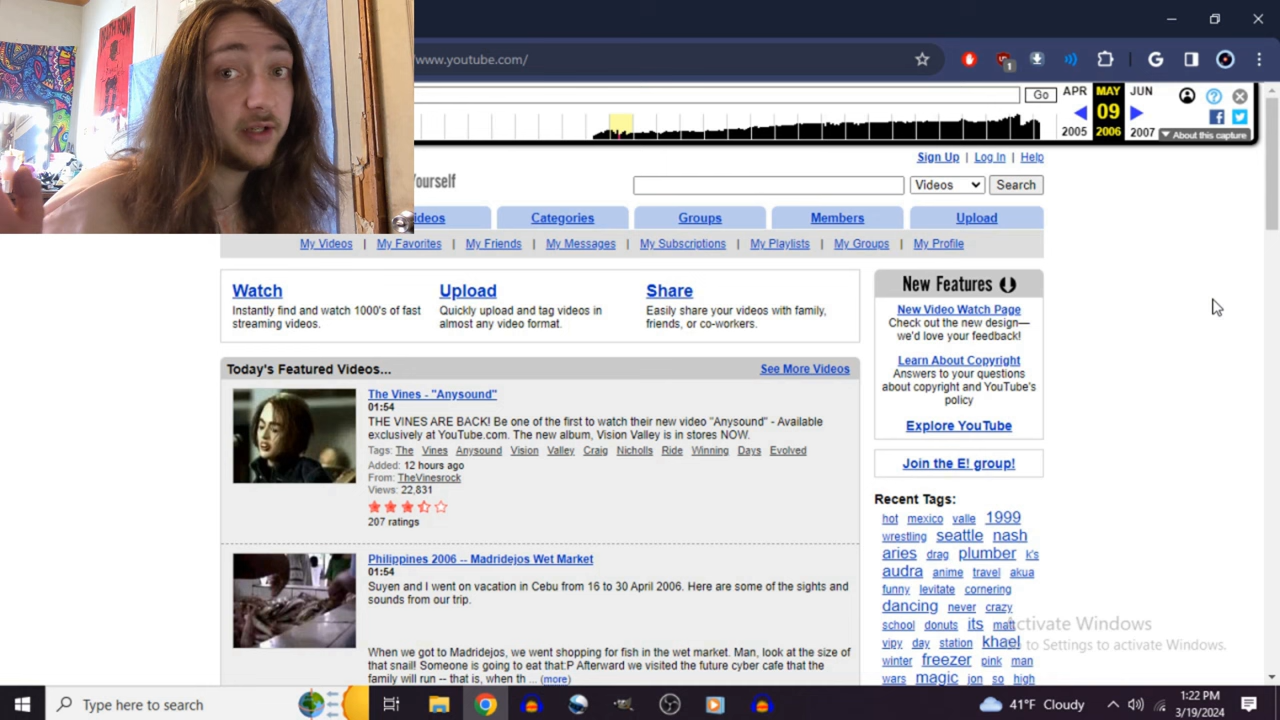 www.youtube.com/
1
Go
APR
MAY
JUN
09
2005
2006
2007
About this capture
Sign Up | Log In | Help
Yourself
Videos
Search
Categories
Groups
Members
Upload
My Videos | My Favorites | My Friends | My Messages | My Subscriptions | My Playlists | My Groups | My Profile
Watch
Instantly find and watch 1000's of fast
streaming videos.
Upload
Quickly upload and tag videos in
almost any video format.
Share
Easily share your videos with family,
friends, or co-workers.
Today's Featured Videos...
See More Videos
The Vines - "Anysound"
01:54
THE VINES ARE BACK! Be one of the first to watch their new video "Anysound" - Available
exclusively at YouTube.com. The new album, Vision Valley is in stores NOW.
Tags: The Vines Anysound Vision Valley Craig Nicholls Ride Winning Days Evolved
Added: 12 hours ago
From: TheVinesrock
Views: 22,831
207 ratings
Philippines 2006 -- Madridejos Wet Market
01:54
Suyen and I went on vacation in Cebu from 16 to 30 April 2006. Here are some of the sights and
sounds from our trip.
When we got to Madridejos, we went shopping for fish in the wet market. Man, look at the size of
that snail! Someone is going to eat that:P Afterward we visited the future cyber cafe that the
family will run -- that is, when th ... (more)
New Features
New Video Watch Page
Check out the new design—
we'd love your feedback!
Learn About Copyright
Answers to your questions
about copyright and YouTube's
policy
Explore YouTube
Join the E! group!
Recent Tags:
hot mexico valle 1999
wrestling seattle nash
aries drag plumber k's
audra anime travel akua
funny levitate cornering
dancing never crazy
school donuts its matt
vipy day station khael
winter freezer pink man
wars magic jon so high
Activate Windows
to Settings to activate Windows.
Type here to search
41°F Cloudy
1:22 PM
3/19/2024